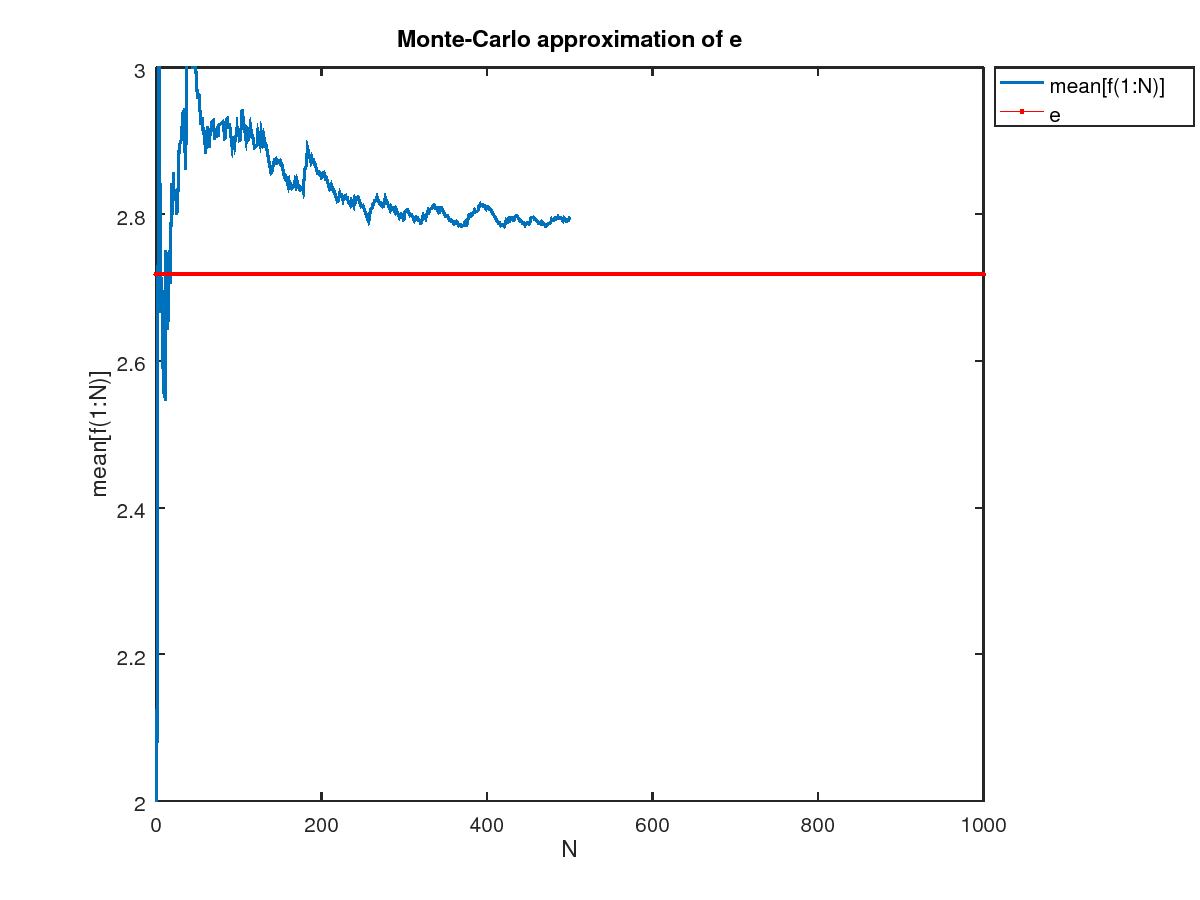 Monte-Carlo approximation of e
mean[f(1:N)]
e
3
2.8
2.6
2.4
2.2
2
mean[f(1:N)]
0 200 400 600 800 1000
N